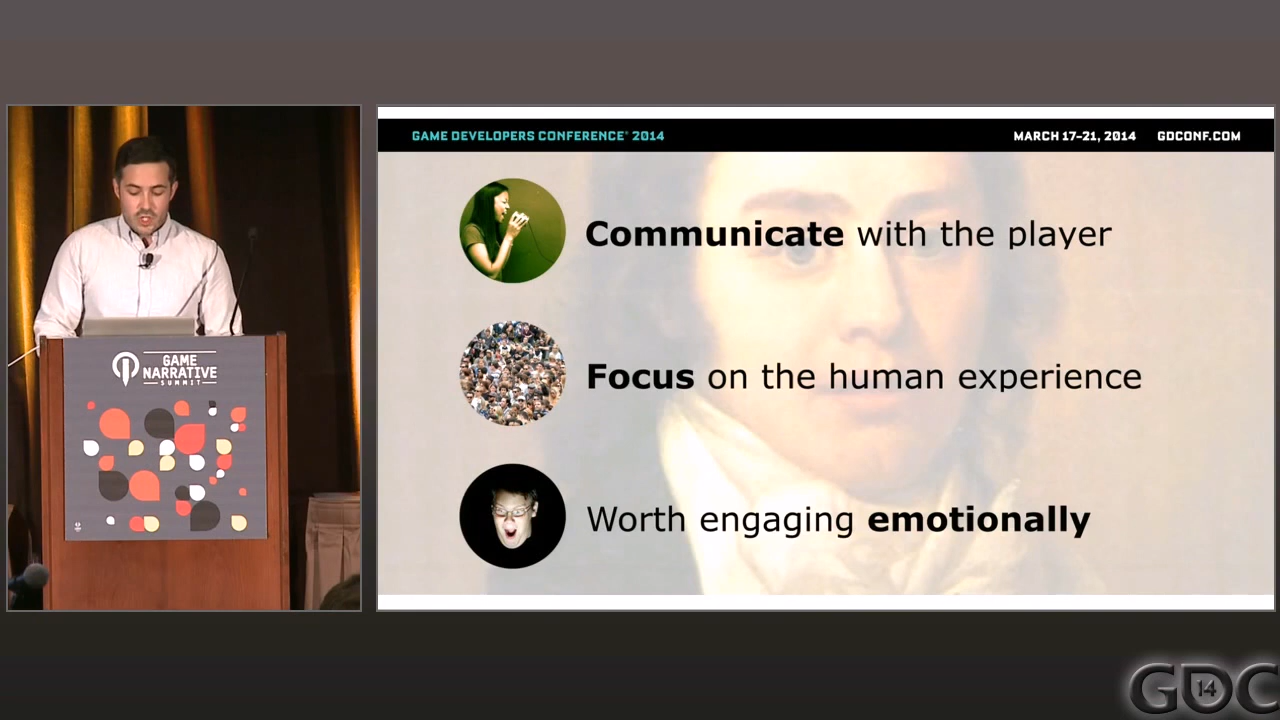 GAME DEVELOPERS CONFERENCE® 2014
MARCH 17-21, 2014 GDCONF.COM
Communicate with the player
Focus on the human experience
Worth engaging emotionally
GAME
NARRATIVE
SUMMIT
GDC
14